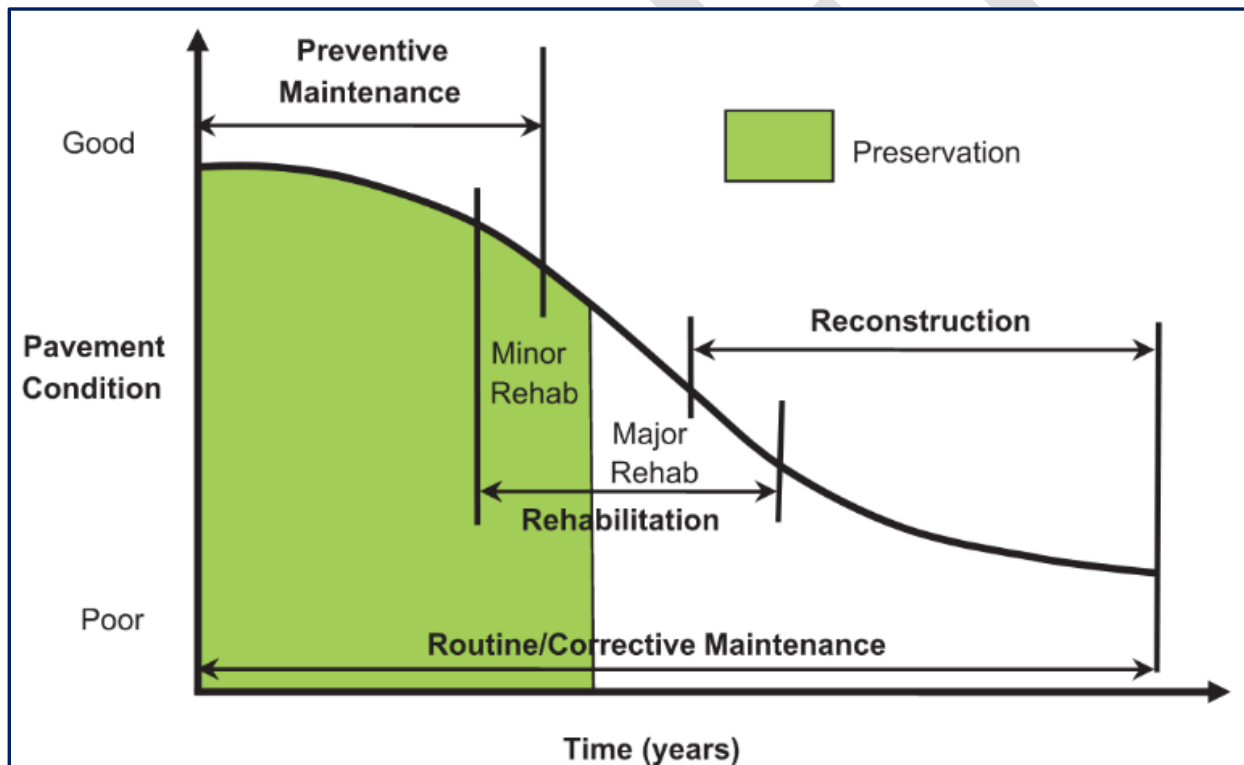 Preventive
Maintenance
Good
Preservation
Pavement
Condition
Minor
Rehab
Reconstruction
Major
Rehab
Rehabilitation
Poor
Routine/Corrective Maintenance
Time (years)